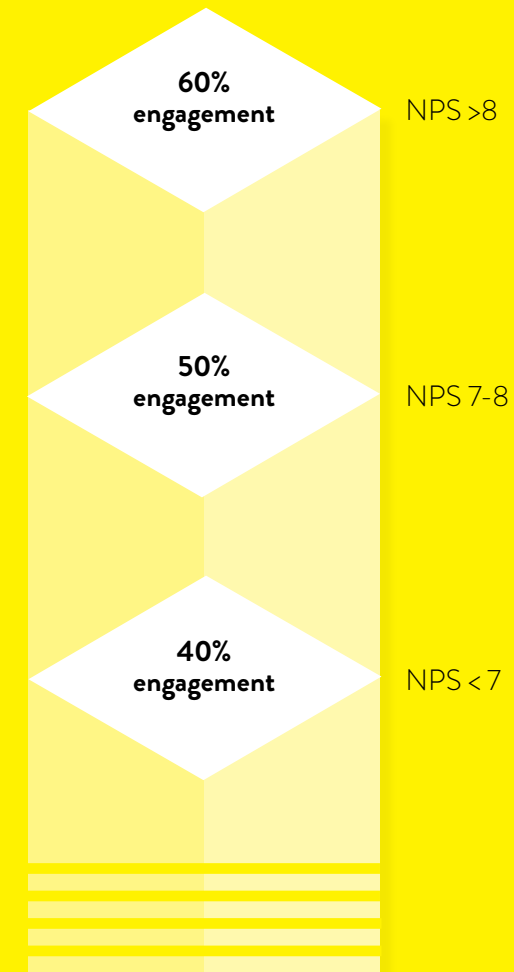 60%
engagement
NPS >8
50%
engagement
NPS 7-8
40%
engagement
NPS < 7